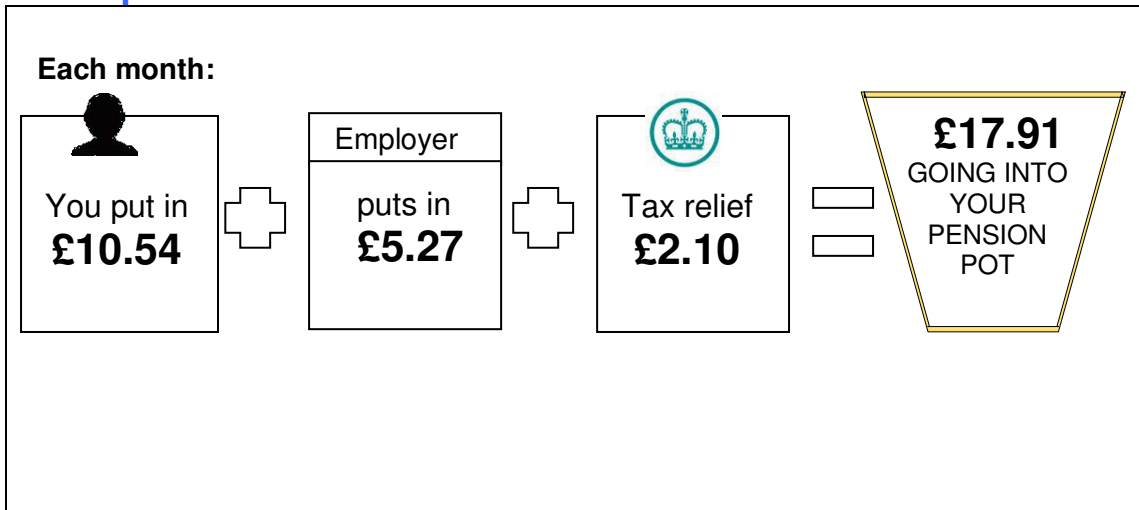 Each month:
You put in
£10.54
Employer
puts in
£5.27
Tax relief
£2.10
£17.91
GOING INTO
YOUR
PENSION
POT